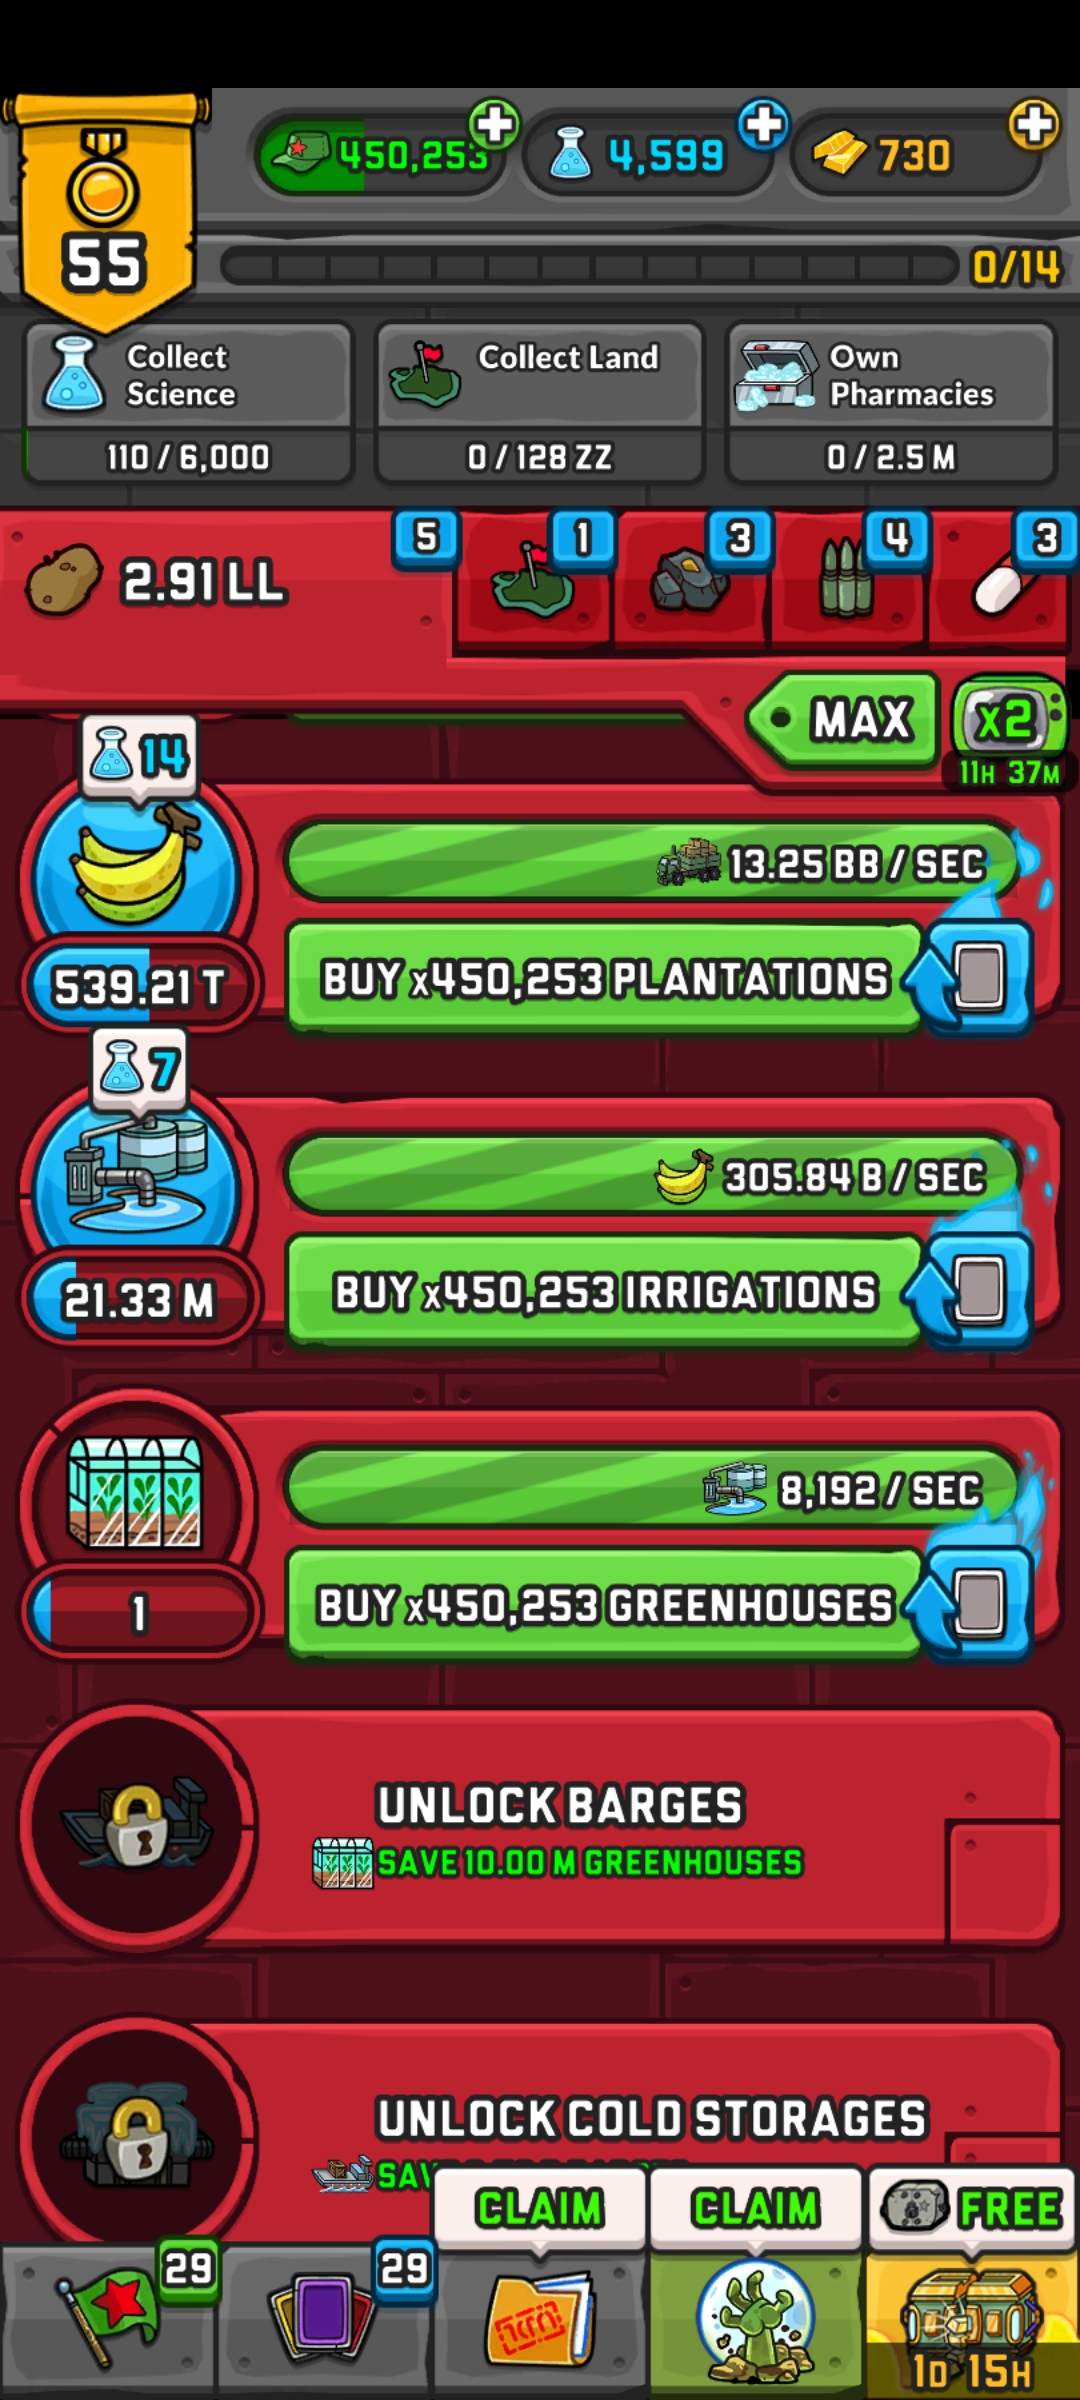 450,253
4,599
730
55
0/14
Collect
Science
110 / 6,000
Collect Land
0 / 128 ZZ
Own
Pharmacies
0 / 2.5 M
2.91 LL
5
1
3
4
3
MAX
x2
11H 37M
14
13.25 BB / SEC
539.21 T
BUY x450,253 PLANTATIONS
7
305.84 B / SEC
21.33 M
BUY x450,253 IRRIGATIONS
8,192 / SEC
1
BUY x450,253 GREENHOUSES
UNLOCK BARGES
SAVE 10.00 M GREENHOUSES
UNLOCK COLD STORAGES
CLAIM
CLAIM
FREE
29
29
1D 15H